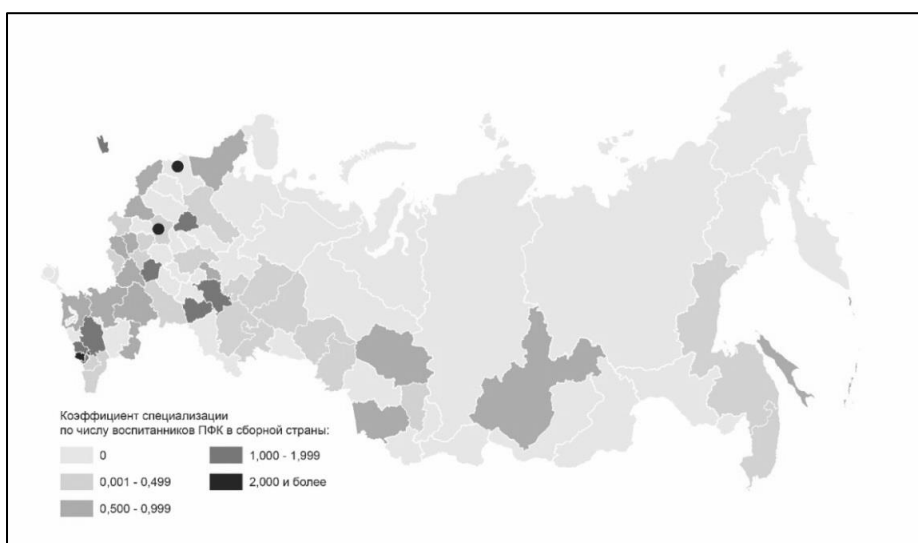 Коэффициент специализации
по числу воспитанников ПФК в сборной страны:
0
0,001 - 0,499
0,500 - 0,999
1,000 - 1,999
2,000 и более